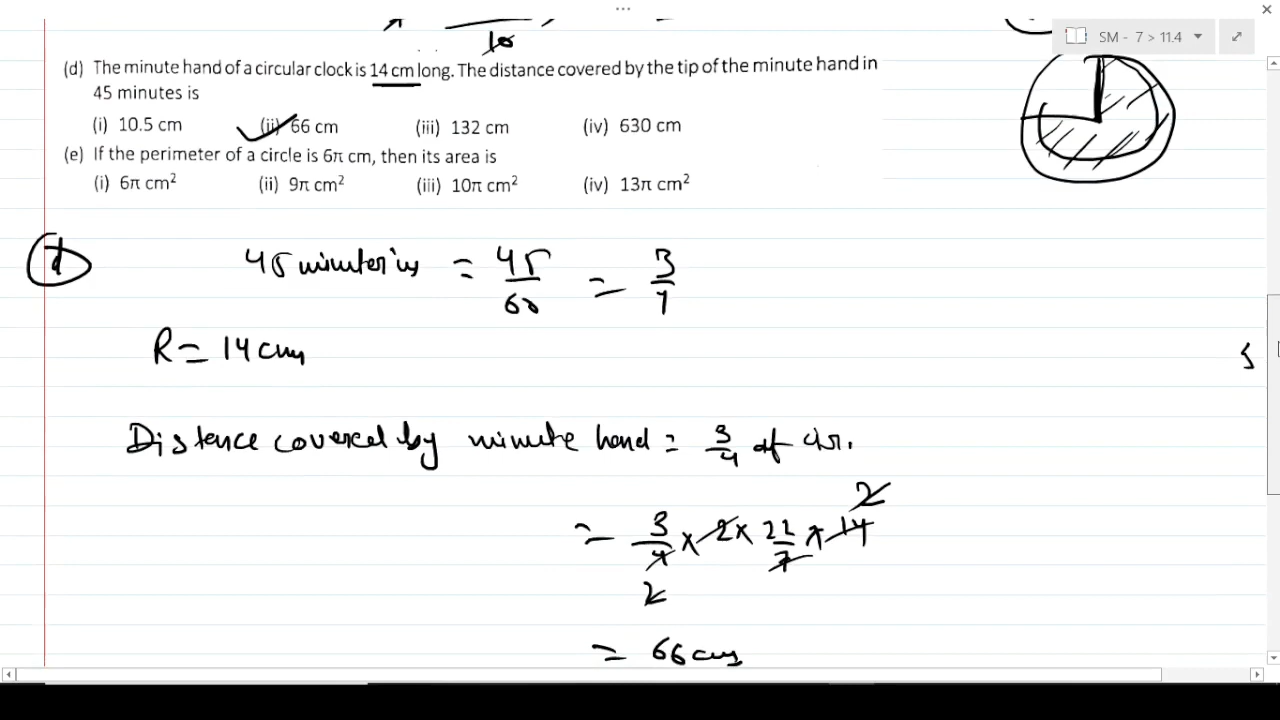 SM - 7 > 11.4
10
(d) The minute hand of a circular clock is 14 cm long. The distance covered by the tip of the minute hand in
45 minutes is
(i) 10.5 cm (ii) 66 cm (iii) 132 cm (iv) 630 cm
(e) If the perimeter of a circle is 6π cm, then its area is
(i) 6π cm² (ii) 9π cm² (iii) 10π cm² (iv) 13π cm²
d 45 minutes is = 45/60 = 3/4
R = 14 cm
Distence covered by minute hand = 3/4 of cir.
= 3/4 × 2 × 22/7 × 14 2
2
= 66 cm